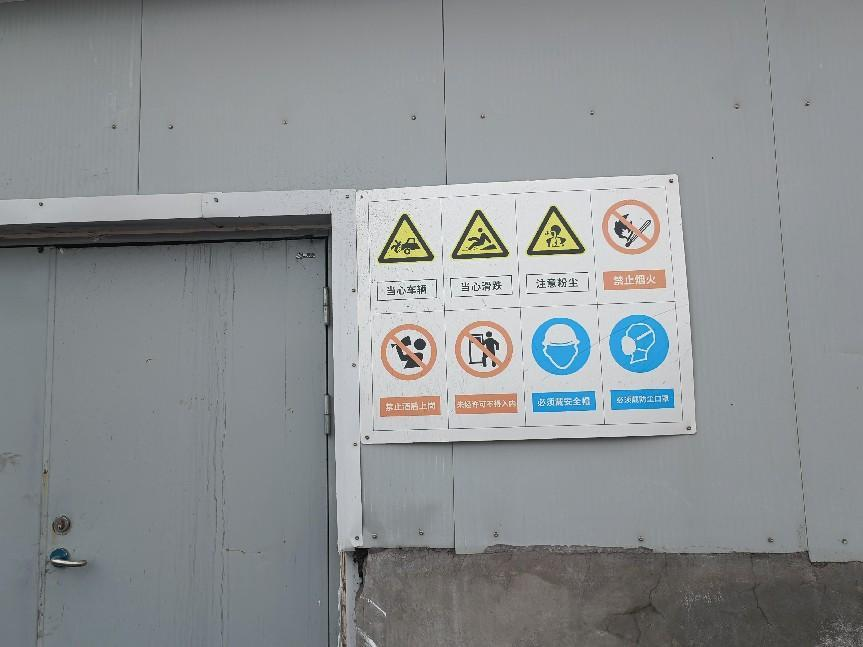 当心车辆
当心滑跌
注意粉尘
禁止烟火
禁止酒后上岗
未经许可不得入内
必须戴安全帽
必须戴防尘口罩